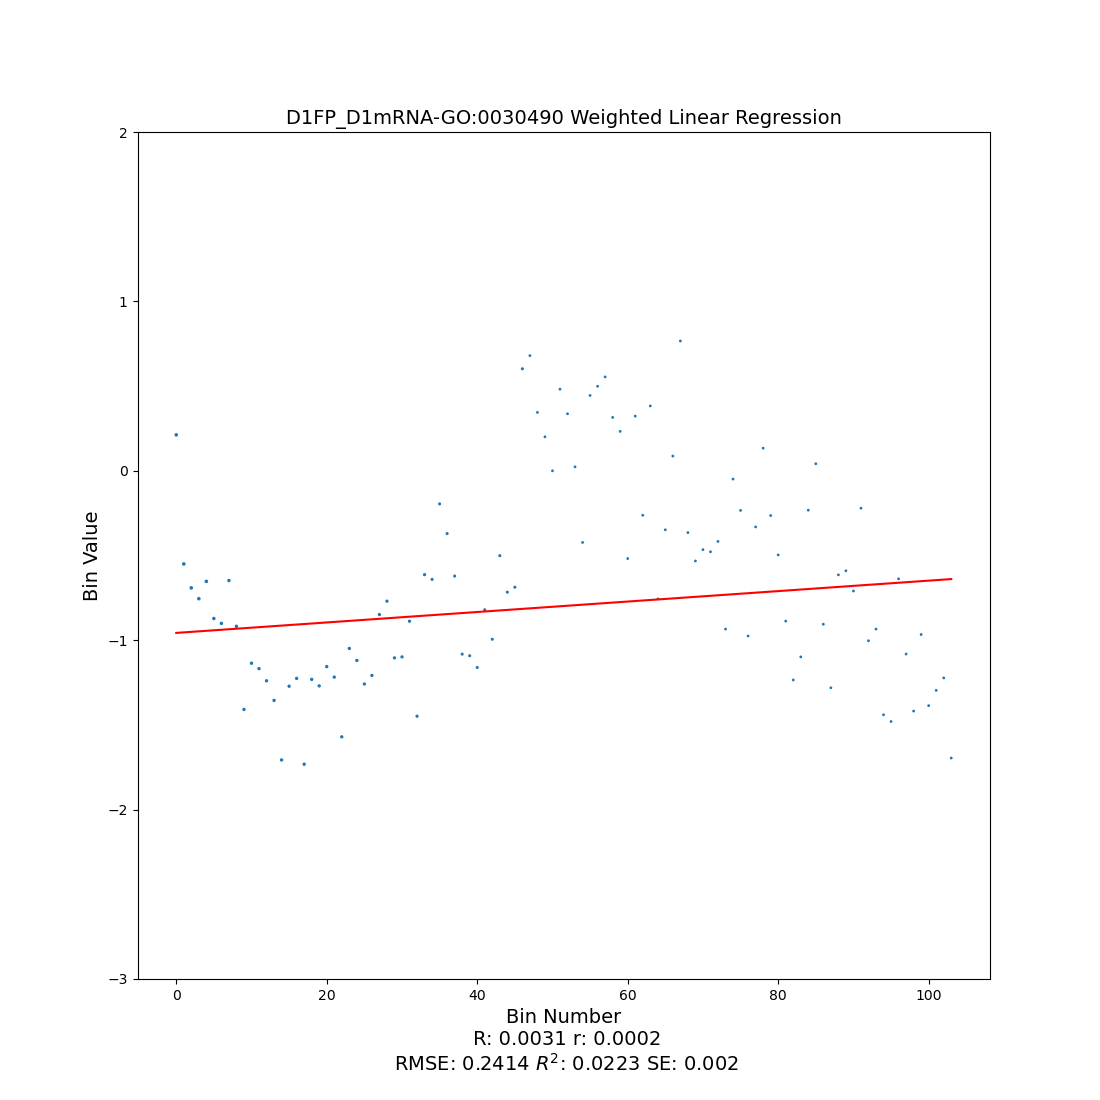 D1FP_D1mRNA-GO:0030490 Weighted Linear Regression
2
1
0
−1
−2
−3
Bin Value
0 20 40 60 80 100
Bin Number
R: 0.0031 r: 0.0002
RMSE: 0.2414 R²: 0.0223 SE: 0.002